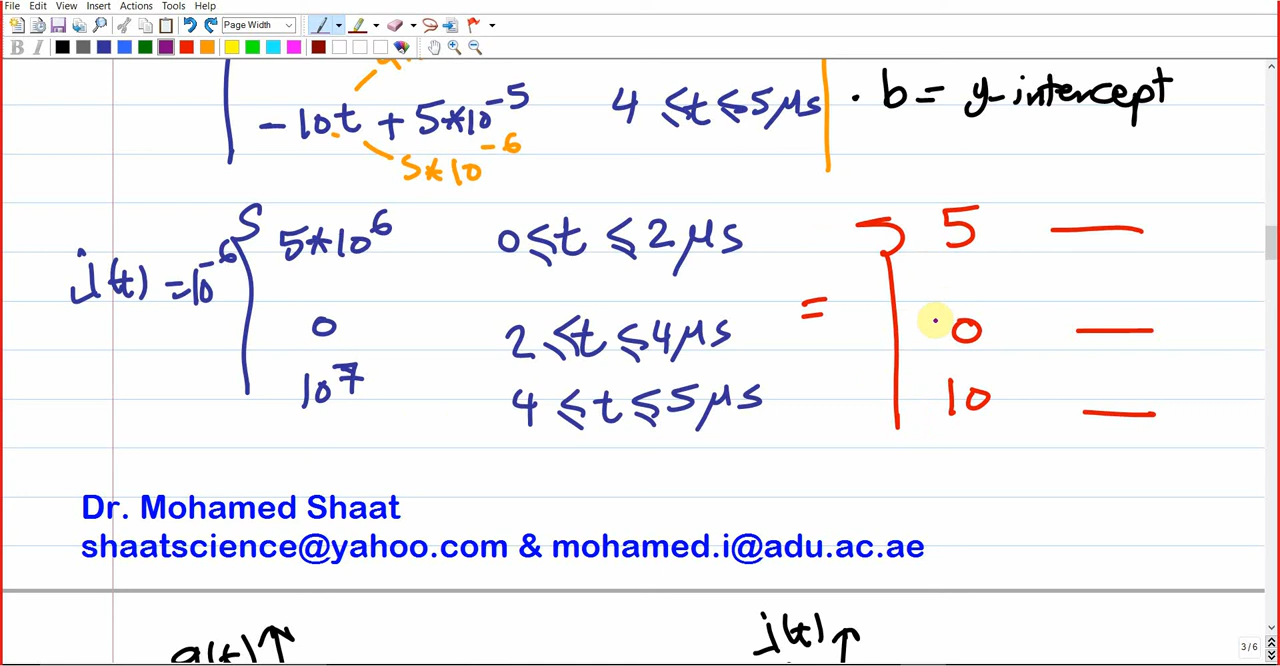 File Edit View Insert Actions Tools Help
Page Width
B I
-10t + 5*10^-5 4 ≤ t ≤ 5μs · b = y-intercept
5*10^-6
5*10^6 0 ≤ t ≤ 2μs 5
i(t) = 10^-6
0 2 ≤ t ≤ 4μs = 0
10^7 4 ≤ t ≤ 5μs 10
Dr. Mohamed Shaat
shaatscience@yahoo.com & mohamed.i@adu.ac.ae
3/6
q(t) i(t)